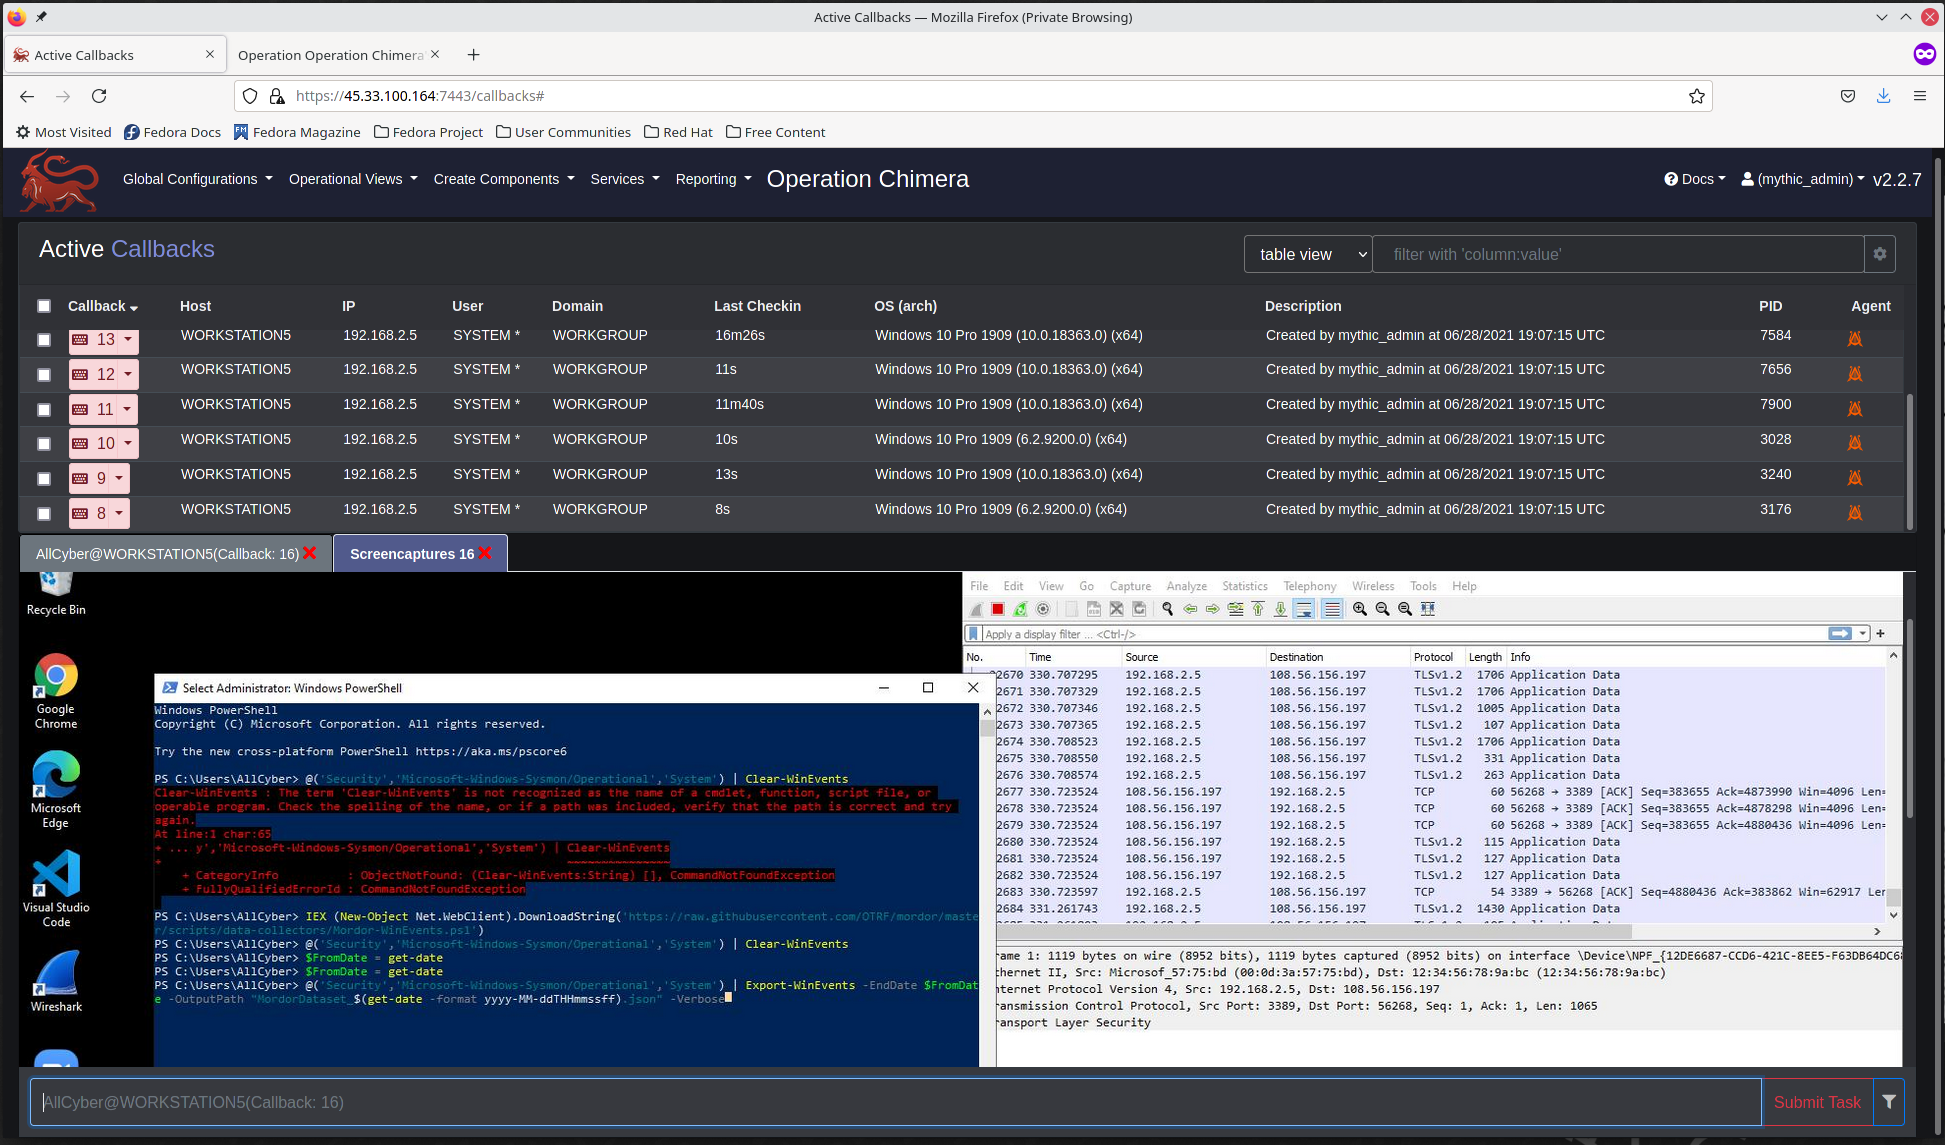 Active Callbacks — Mozilla Firefox (Private Browsing)
Active Callbacks
Operation Operation Chimera
https://45.33.100.164:7443/callbacks#
Most Visited Fedora Docs Fedora Magazine Fedora Project User Communities Red Hat Free Content
Global Configurations Operational Views Create Components Services Reporting Operation Chimera Docs (mythic_admin) v2.2.7
Active Callbacks
table view filter with 'column:value'
Callback Host IP User Domain Last Checkin OS (arch) Description PID Agent
13 WORKSTATION5 192.168.2.5 SYSTEM * WORKGROUP 16m26s Windows 10 Pro 1909 (10.0.18363.0) (x64) Created by mythic_admin at 06/28/2021 19:07:15 UTC 7584
12 WORKSTATION5 192.168.2.5 SYSTEM * WORKGROUP 11s Windows 10 Pro 1909 (10.0.18363.0) (x64) Created by mythic_admin at 06/28/2021 19:07:15 UTC 7656
11 WORKSTATION5 192.168.2.5 SYSTEM * WORKGROUP 11m40s Windows 10 Pro 1909 (10.0.18363.0) (x64) Created by mythic_admin at 06/28/2021 19:07:15 UTC 7900
10 WORKSTATION5 192.168.2.5 SYSTEM * WORKGROUP 10s Windows 10 Pro 1909 (6.2.9200.0) (x64) Created by mythic_admin at 06/28/2021 19:07:15 UTC 3028
9 WORKSTATION5 192.168.2.5 SYSTEM * WORKGROUP 13s Windows 10 Pro 1909 (10.0.18363.0) (x64) Created by mythic_admin at 06/28/2021 19:07:15 UTC 3240
8 WORKSTATION5 192.168.2.5 SYSTEM * WORKGROUP 8s Windows 10 Pro 1909 (6.2.9200.0) (x64) Created by mythic_admin at 06/28/2021 19:07:15 UTC 3176
AllCyber@WORKSTATION5(Callback: 16) Screencaptures 16
Recycle Bin
Google
Chrome
Microsoft
Edge
Visual Studio
Code
Wireshark
Select Administrator: Windows PowerShell
Windows PowerShell
Copyright (C) Microsoft Corporation. All rights reserved.
Try the new cross-platform PowerShell https://aka.ms/pscore6
PS C:\Users\AllCyber> @('Security','Microsoft-Windows-Sysmon/Operational','System') | Clear-WinEvents
Clear-WinEvents : The term 'Clear-WinEvents' is not recognized as the name of a cmdlet, function, script file, or
operable program. Check the spelling of the name, or if a path was included, verify that the path is correct and try
again.
At line:1 char:65
+ ... y','Microsoft-Windows-Sysmon/Operational','System') | Clear-WinEvents
+ ~~~~~~~~~~~~~~~
+ CategoryInfo : ObjectNotFound: (Clear-WinEvents:String) [], CommandNotFoundException
+ FullyQualifiedErrorId : CommandNotFoundException
PS C:\Users\AllCyber> IEX (New-Object Net.WebClient).DownloadString('https://raw.githubusercontent.com/OTRF/mordor/maste
r/scripts/data-collectors/Mordor-WinEvents.ps1')
PS C:\Users\AllCyber> @('Security','Microsoft-Windows-Sysmon/Operational','System') | Clear-WinEvents
PS C:\Users\AllCyber> $FromDate = get-date
PS C:\Users\AllCyber> $FromDate = get-date
PS C:\Users\AllCyber> @('Security','Microsoft-Windows-Sysmon/Operational','System') | Export-WinEvents -EndDate $FromDat
e -OutputPath "MordorDataset_$(get-date -format yyyy-MM-ddTHHmmssff).json" -Verbose
File Edit View Go Capture Analyze Statistics Telephony Wireless Tools Help
Apply a display filter ... <Ctrl-/>
No. Time Source Destination Protocol Length Info
2670 330.707295 192.168.2.5 108.56.156.197 TLSv1.2 1706 Application Data
2671 330.707329 192.168.2.5 108.56.156.197 TLSv1.2 1706 Application Data
2672 330.707346 192.168.2.5 108.56.156.197 TLSv1.2 1005 Application Data
2673 330.707365 192.168.2.5 108.56.156.197 TLSv1.2 107 Application Data
2674 330.708523 192.168.2.5 108.56.156.197 TLSv1.2 1706 Application Data
2675 330.708550 192.168.2.5 108.56.156.197 TLSv1.2 331 Application Data
2676 330.708574 192.168.2.5 108.56.156.197 TLSv1.2 263 Application Data
2677 330.723524 108.56.156.197 192.168.2.5 TCP 60 56268 → 3389 [ACK] Seq=383655 Ack=4873990 Win=4096 Len=
2678 330.723524 108.56.156.197 192.168.2.5 TCP 60 56268 → 3389 [ACK] Seq=383655 Ack=4878298 Win=4096 Len=
2679 330.723524 108.56.156.197 192.168.2.5 TCP 60 56268 → 3389 [ACK] Seq=383655 Ack=4880436 Win=4096 Len=
2680 330.723524 108.56.156.197 192.168.2.5 TLSv1.2 115 Application Data
2681 330.723524 108.56.156.197 192.168.2.5 TLSv1.2 127 Application Data
2682 330.723524 108.56.156.197 192.168.2.5 TLSv1.2 127 Application Data
2683 330.723597 192.168.2.5 108.56.156.197 TCP 54 3389 → 56268 [ACK] Seq=4880436 Ack=383862 Win=62917 Ler
2684 331.261743 192.168.2.5 108.56.156.197 TLSv1.2 1430 Application Data
rame 1: 1119 bytes on wire (8952 bits), 1119 bytes captured (8952 bits) on interface \Device\NPF_{12DE6687-CCD6-421C-8EE5-F63DB64DC68
thernet II, Src: Microsof_57:75:bd (00:0d:3a:57:75:bd), Dst: 12:34:56:78:9a:bc (12:34:56:78:9a:bc)
nternet Protocol Version 4, Src: 192.168.2.5, Dst: 108.56.156.197
ransmission Control Protocol, Src Port: 3389, Dst Port: 56268, Seq: 1, Ack: 1, Len: 1065
ransport Layer Security
AllCyber@WORKSTATION5(Callback: 16) Submit Task